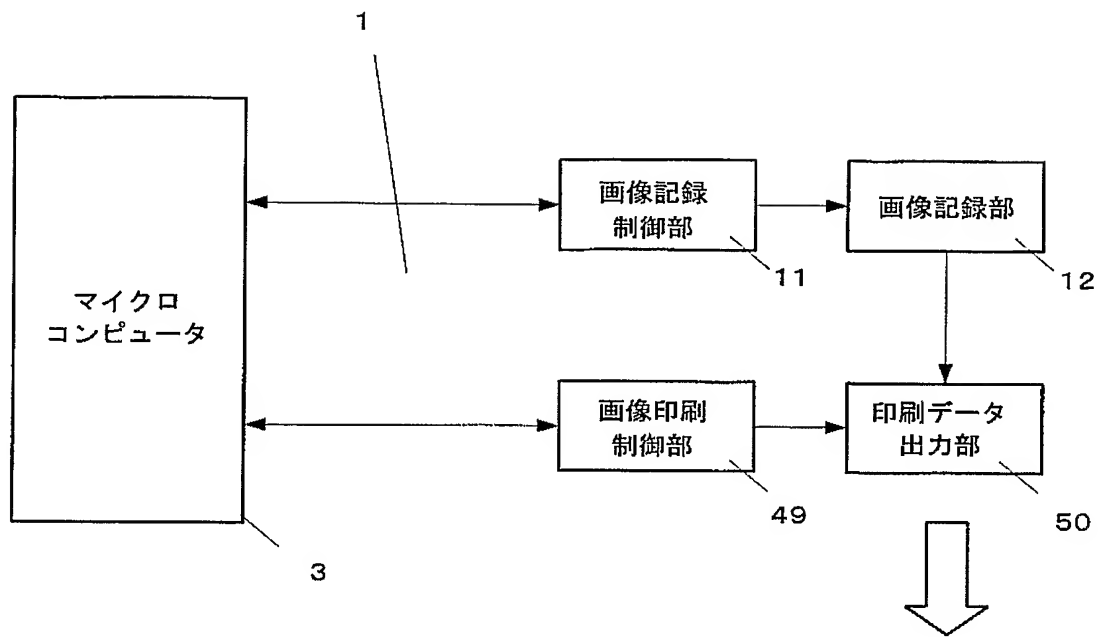 1
画像記録
制御部
11
画像記録部
12
マイクロ
コンピュータ
3
画像印刷
制御部
49
印刷データ
出力部
50